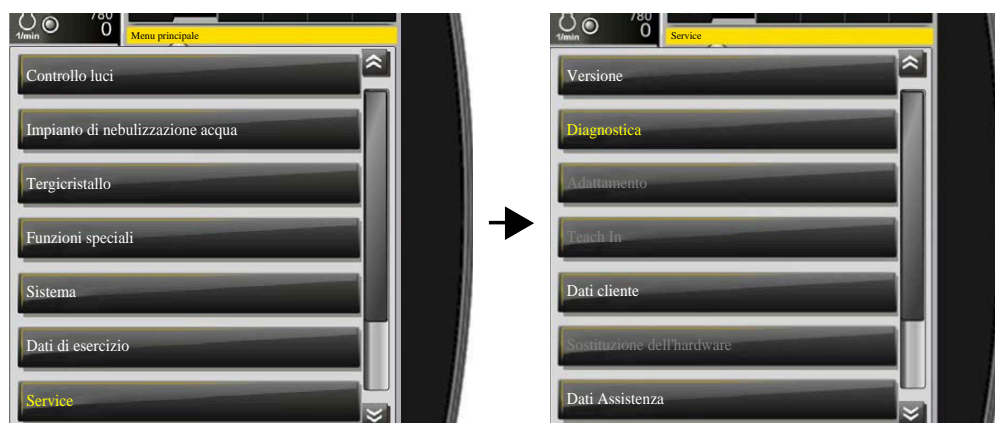 780
1/min
0
Menu principale
Controllo luci
Impianto di nebulizzazione acqua
Tergicristallo
Funzioni speciali
Sistema
Dati di esercizio
Service
780
1/min
0
Service
Versione
Diagnostica
Adattamento
Teach In
Dati cliente
Sostituzione dell'hardware
Dati Assistenza